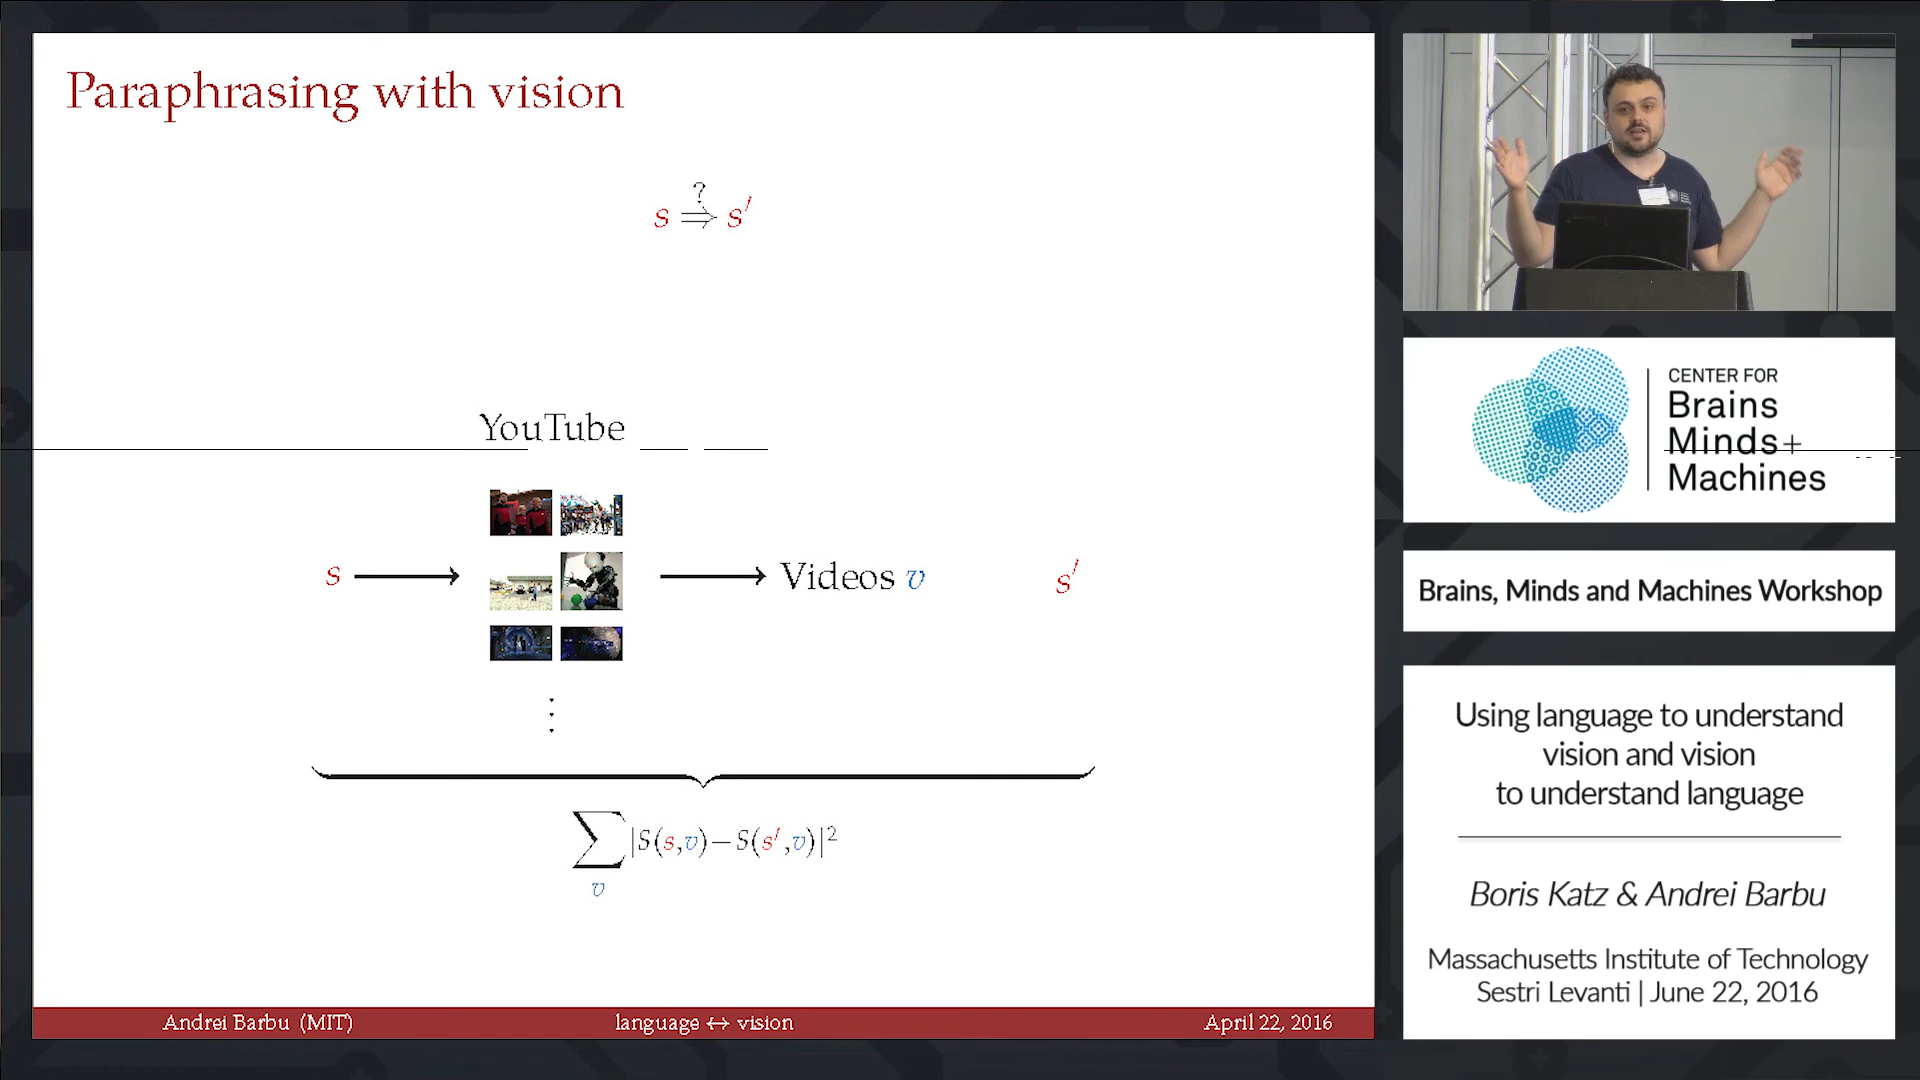 Paraphrasing with vision
s ⇒? s′
YouTube
s → → Videos v s′
⋮
∑_v |S(s,v)−S(s′,v)|²
Andrei Barbu (MIT) language ↔ vision April 22, 2016
CENTER FOR
Brains
Minds+
Machines
Brains, Minds and Machines Workshop
Using language to understand
vision and vision
to understand language
Boris Katz & Andrei Barbu
Massachusetts Institute of Technology
Sestri Levanti | June 22, 2016